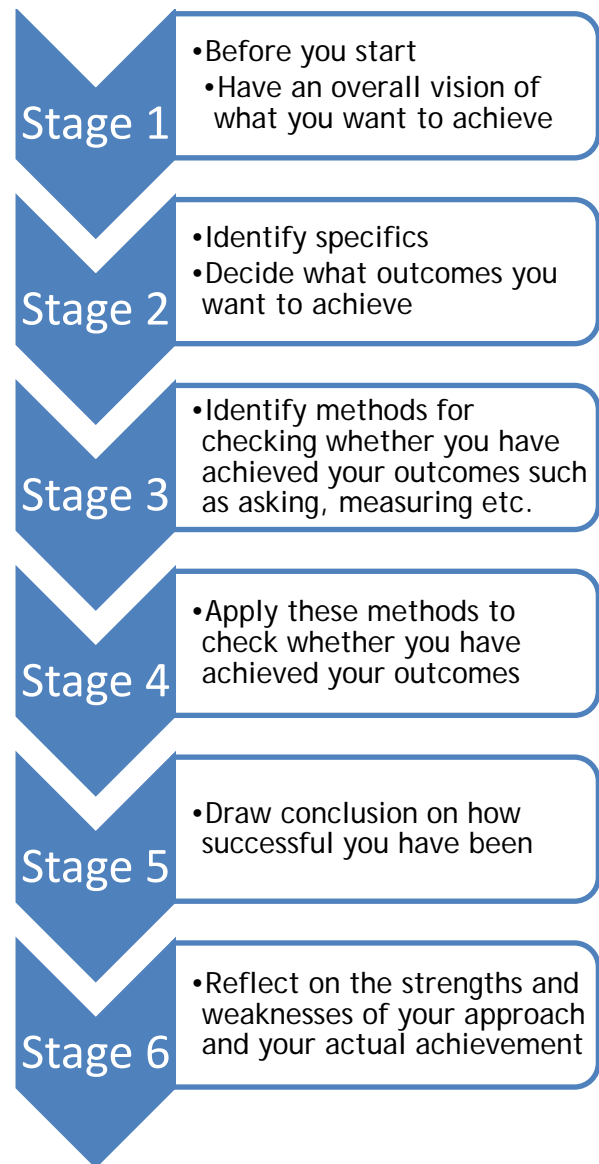 Stage 1
•Before you start
•Have an overall vision of
what you want to achieve
Stage 2
•Identify specifics
•Decide what outcomes you
want to achieve
Stage 3
•Identify methods for
checking whether you have
achieved your outcomes such
as asking, measuring etc.
Stage 4
•Apply these methods to
check whether you have
achieved your outcomes
Stage 5
•Draw conclusion on how
successful you have been
Stage 6
•Reflect on the strengths and
weaknesses of your approach
and your actual achievement